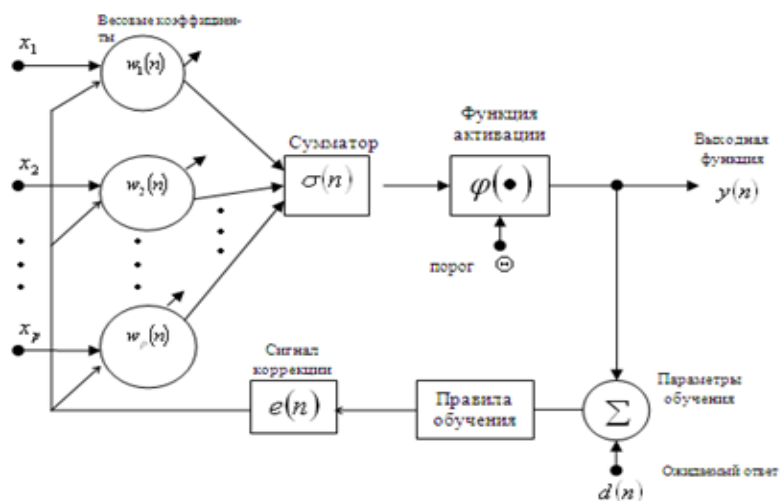 Весовые коэффициен-
ты
x₁
w₁(n)
Функция
активации
Выходная
функция
Сумматор
x₂
w₂(n)
σ(n)
φ(•)
y(n)
порог Θ
xₚ
wₚ(n)
Сигнал
коррекции
Параметры
обучения
e(n)
Правила
обучения
Σ
Ожидаемый ответ
d(n)